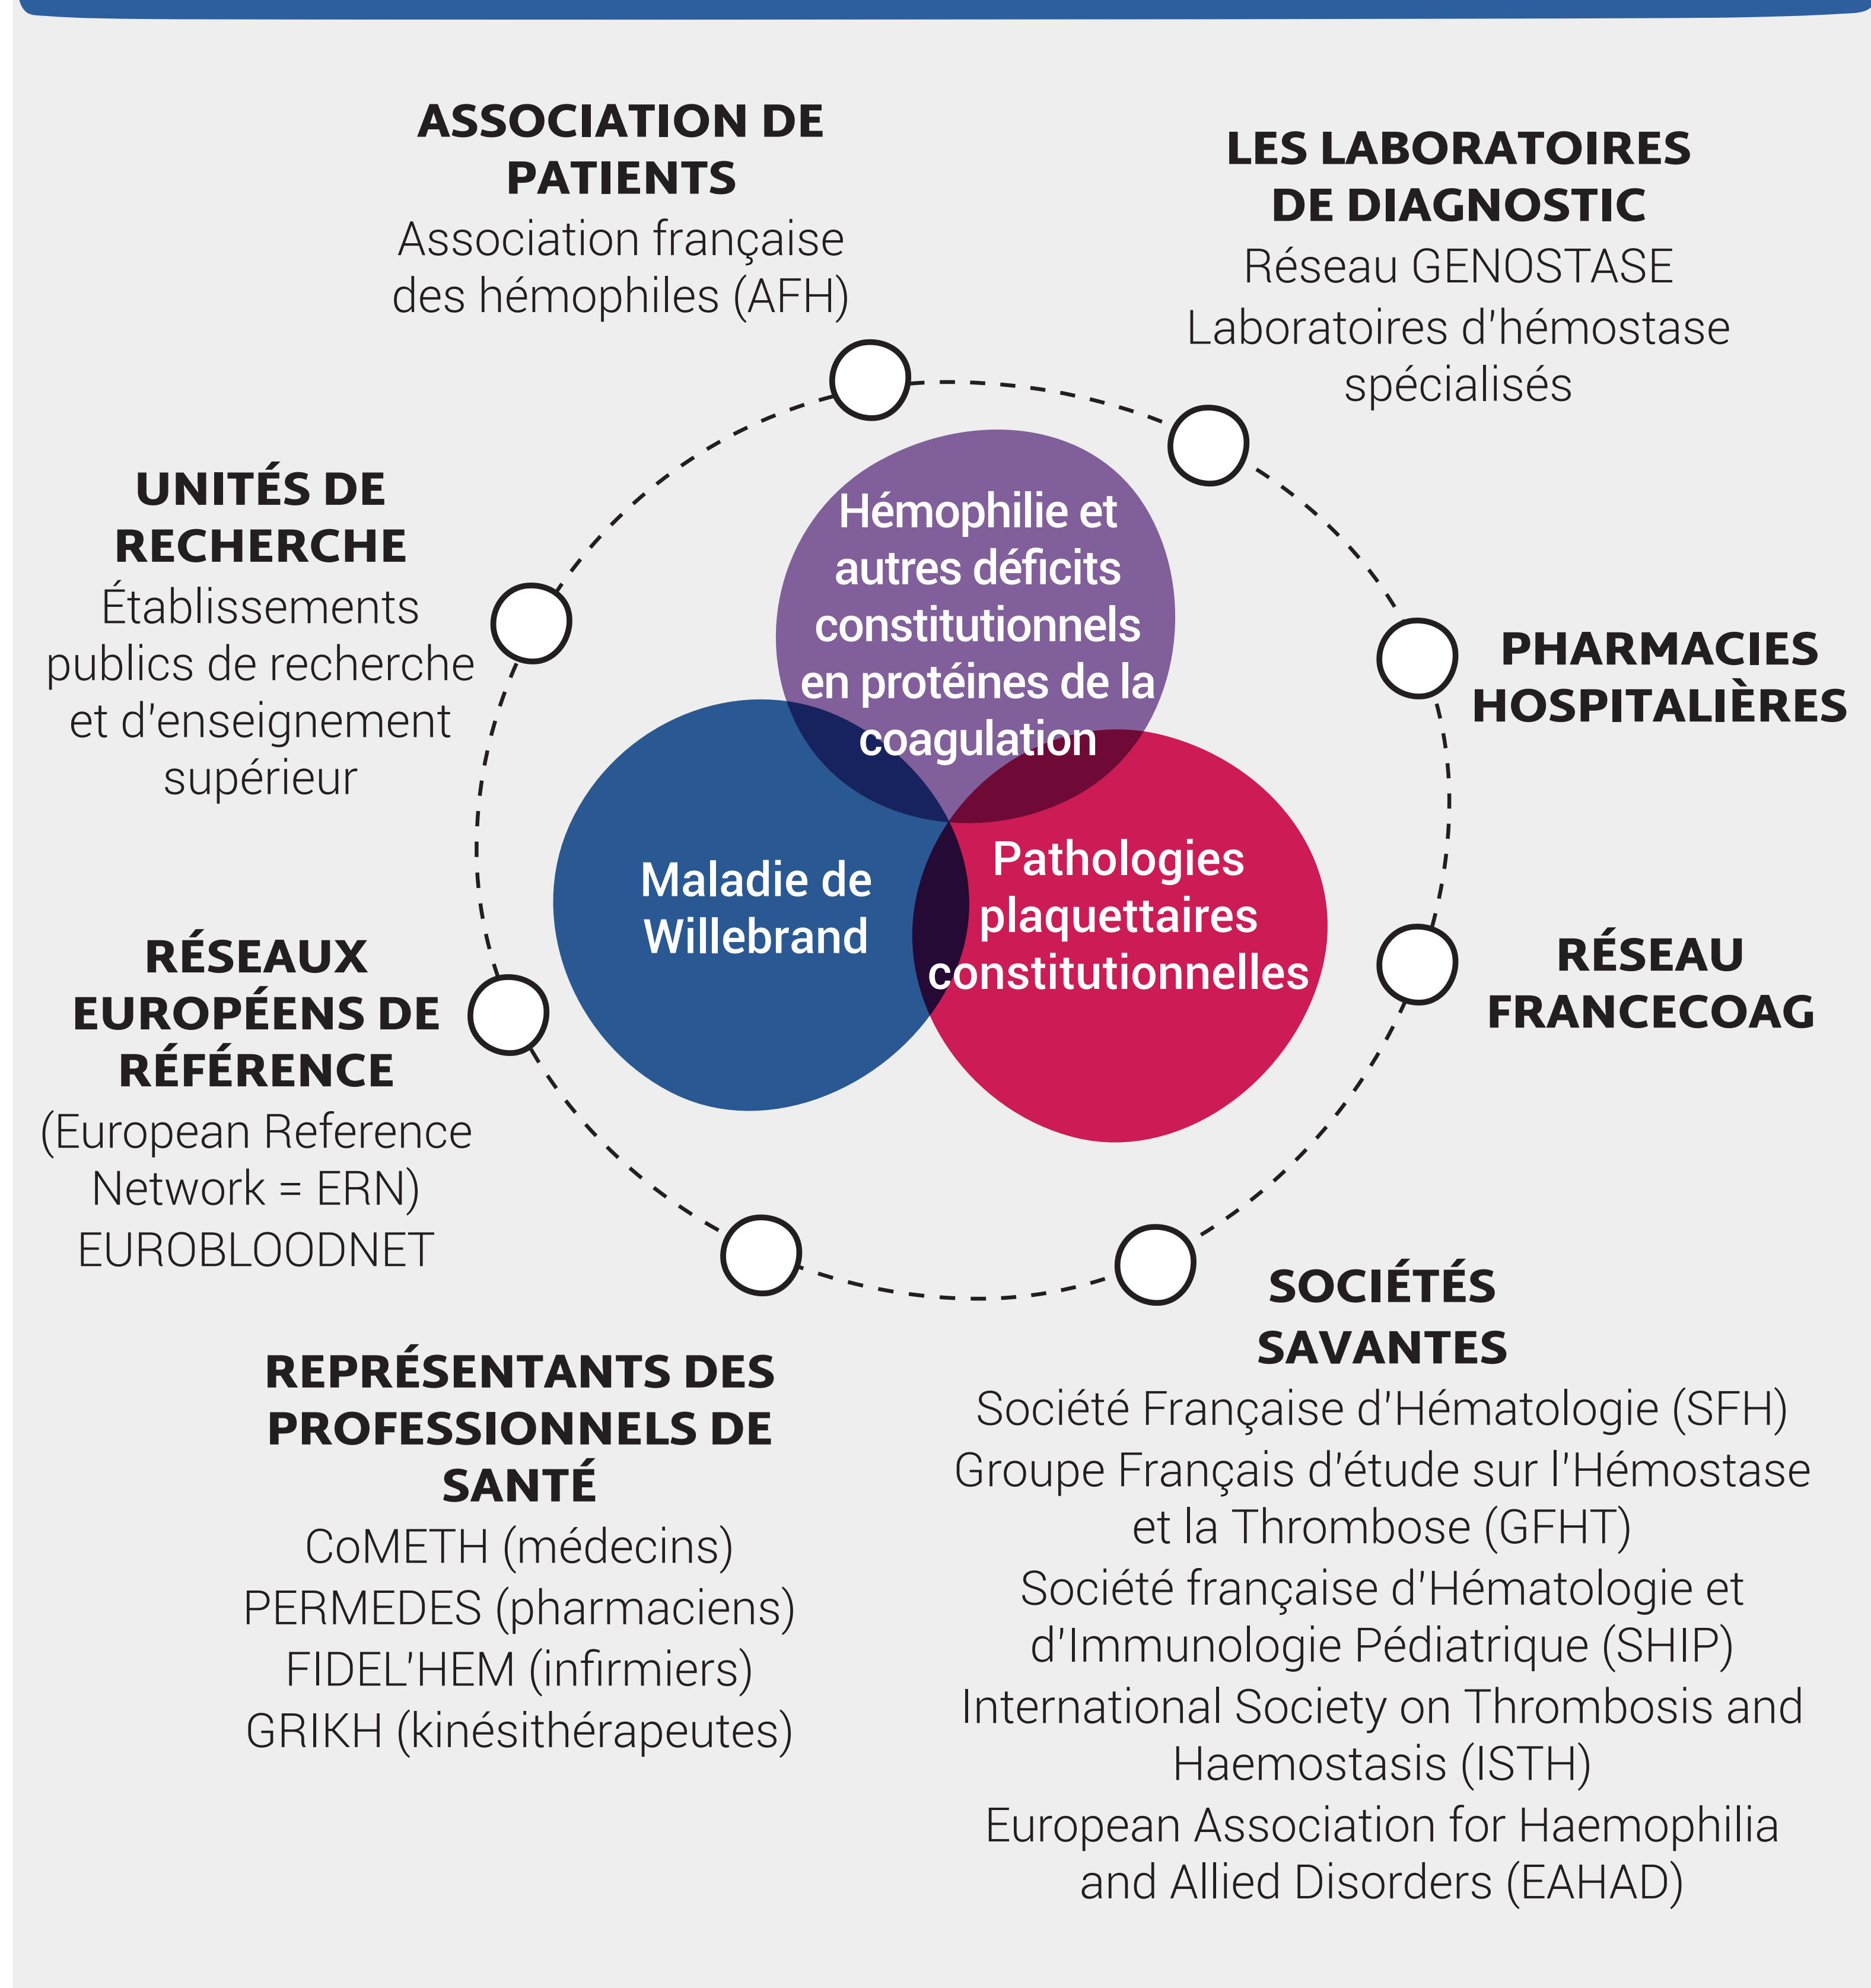 ASSOCIATION DE
PATIENTS
Association française
des hémophiles (AFH)
LES LABORATOIRES
DE DIAGNOSTIC
Réseau GENOSTASE
Laboratoires d'hémostase
spécialisés
UNITÉS DE
RECHERCHE
Établissements
publics de recherche
et d'enseignement
supérieur
Hémophilie et
autres déficits
constitutionnels
en protéines de la
coagulation
PHARMACIES
HOSPITALIÈRES
Maladie de
Willebrand
Pathologies
plaquettaires
constitutionnelles
RÉSEAUX
EUROPÉENS DE
RÉFÉRENCE
(European Reference
Network = ERN)
EUROBLOODNET
RÉSEAU
FRANCECOAG
REPRÉSENTANTS DES
PROFESSIONNELS DE
SANTÉ
CoMETH (médecins)
PERMEDES (pharmaciens)
FIDEL'HEM (infirmiers)
GRIKH (kinésithérapeutes)
SOCIÉTÉS
SAVANTES
Société Française d'Hématologie (SFH)
Groupe Français d'étude sur l'Hémostase
et la Thrombose (GFHT)
Société française d'Hématologie et
d'Immunologie Pédiatrique (SHIP)
International Society on Thrombosis and
Haemostasis (ISTH)
European Association for Haemophilia
and Allied Disorders (EAHAD)